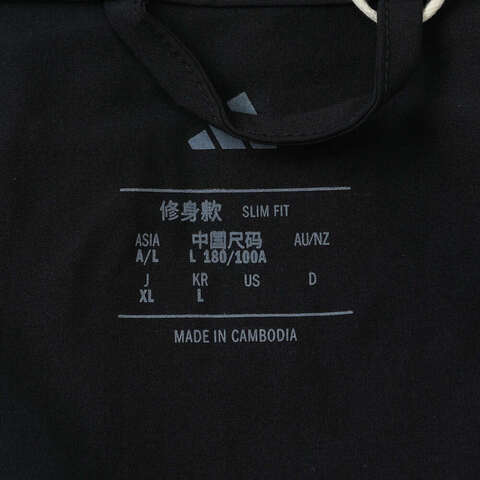 修身款 SLIM FIT
ASIA 中国尺码 AU/NZ
A/L L 180/100A
J KR US D
XL L
MADE IN CAMBODIA